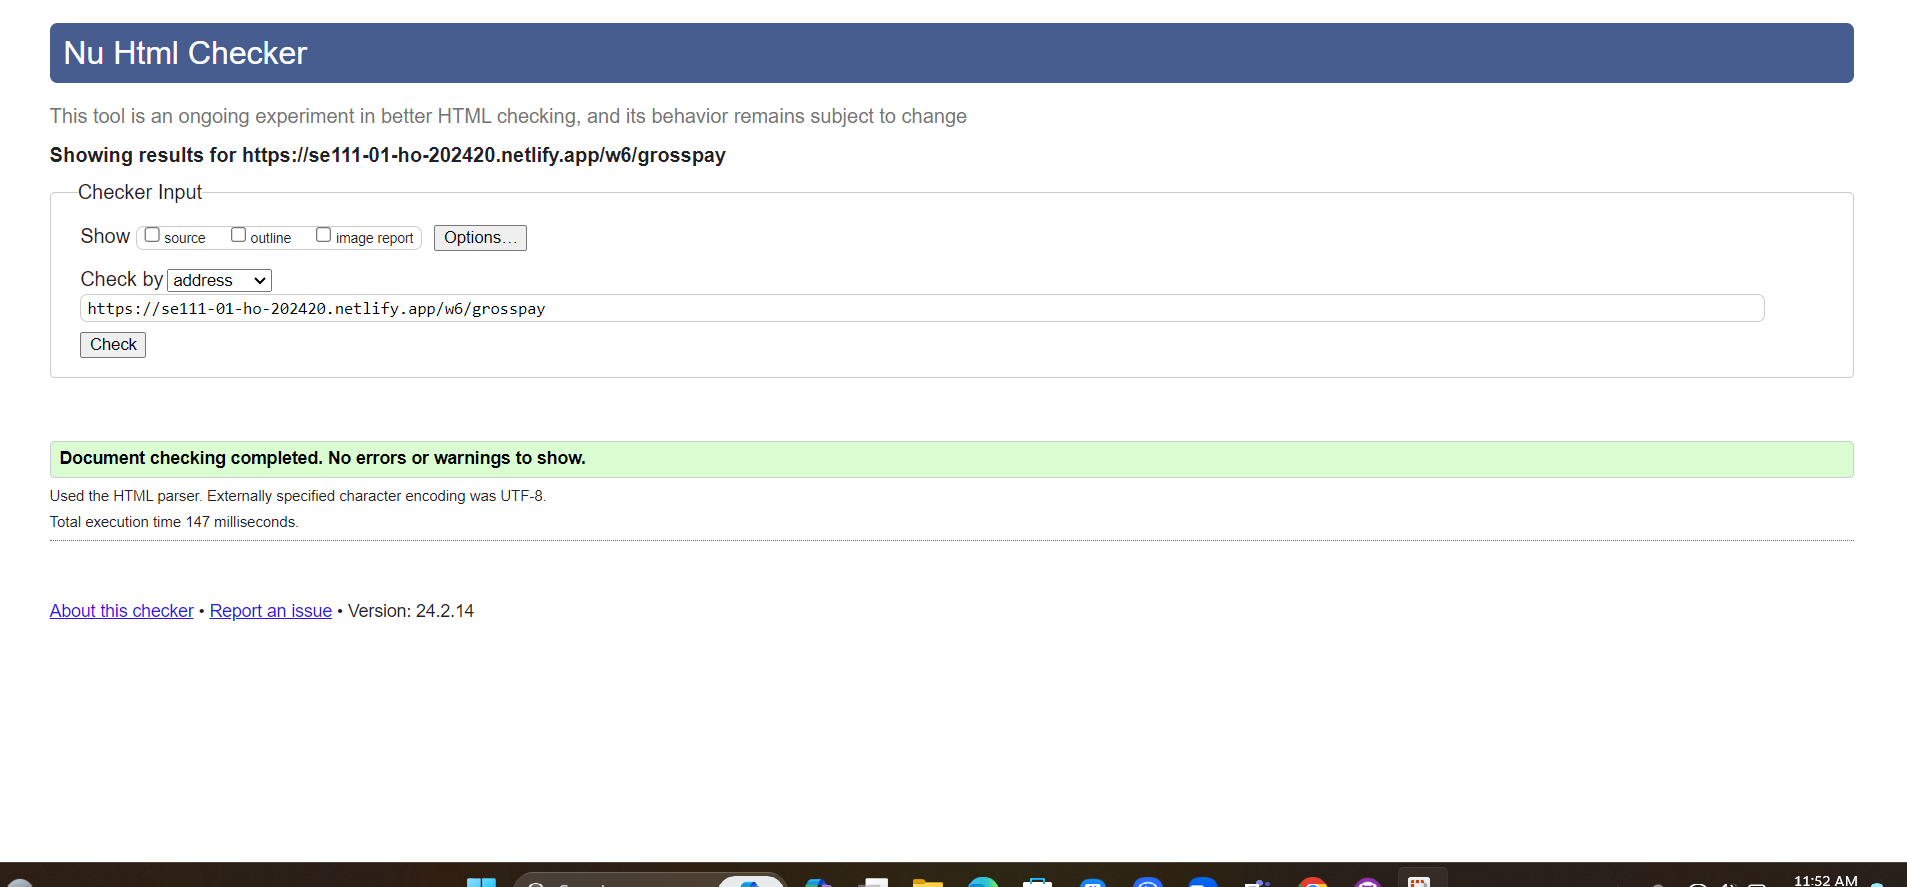 Nu Html Checker
This tool is an ongoing experiment in better HTML checking, and its behavior remains subject to change
Showing results for https://se111-01-ho-202420.netlify.app/w6/grosspay
Checker Input
Show source outline image report Options...
Check by address
https://se111-01-ho-202420.netlify.app/w6/grosspay
Check
Document checking completed. No errors or warnings to show.
Used the HTML parser. Externally specified character encoding was UTF-8.
Total execution time 147 milliseconds.
About this checker • Report an issue • Version: 24.2.14
11:52 AM